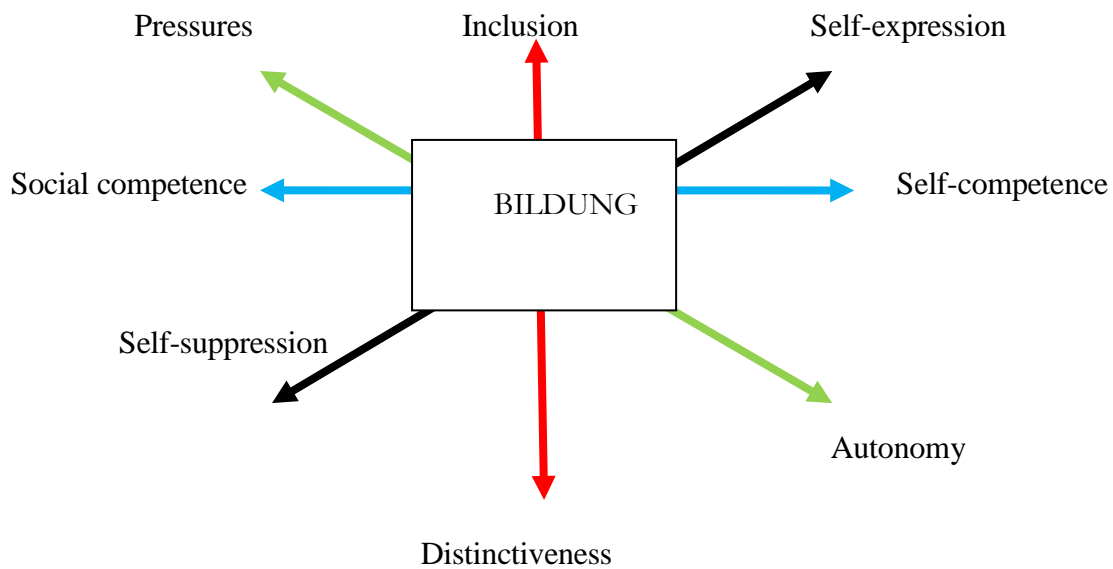 Pressures
Inclusion
Self-expression
Social competence
BILDUNG
Self-competence
Self-suppression
Autonomy
Distinctiveness